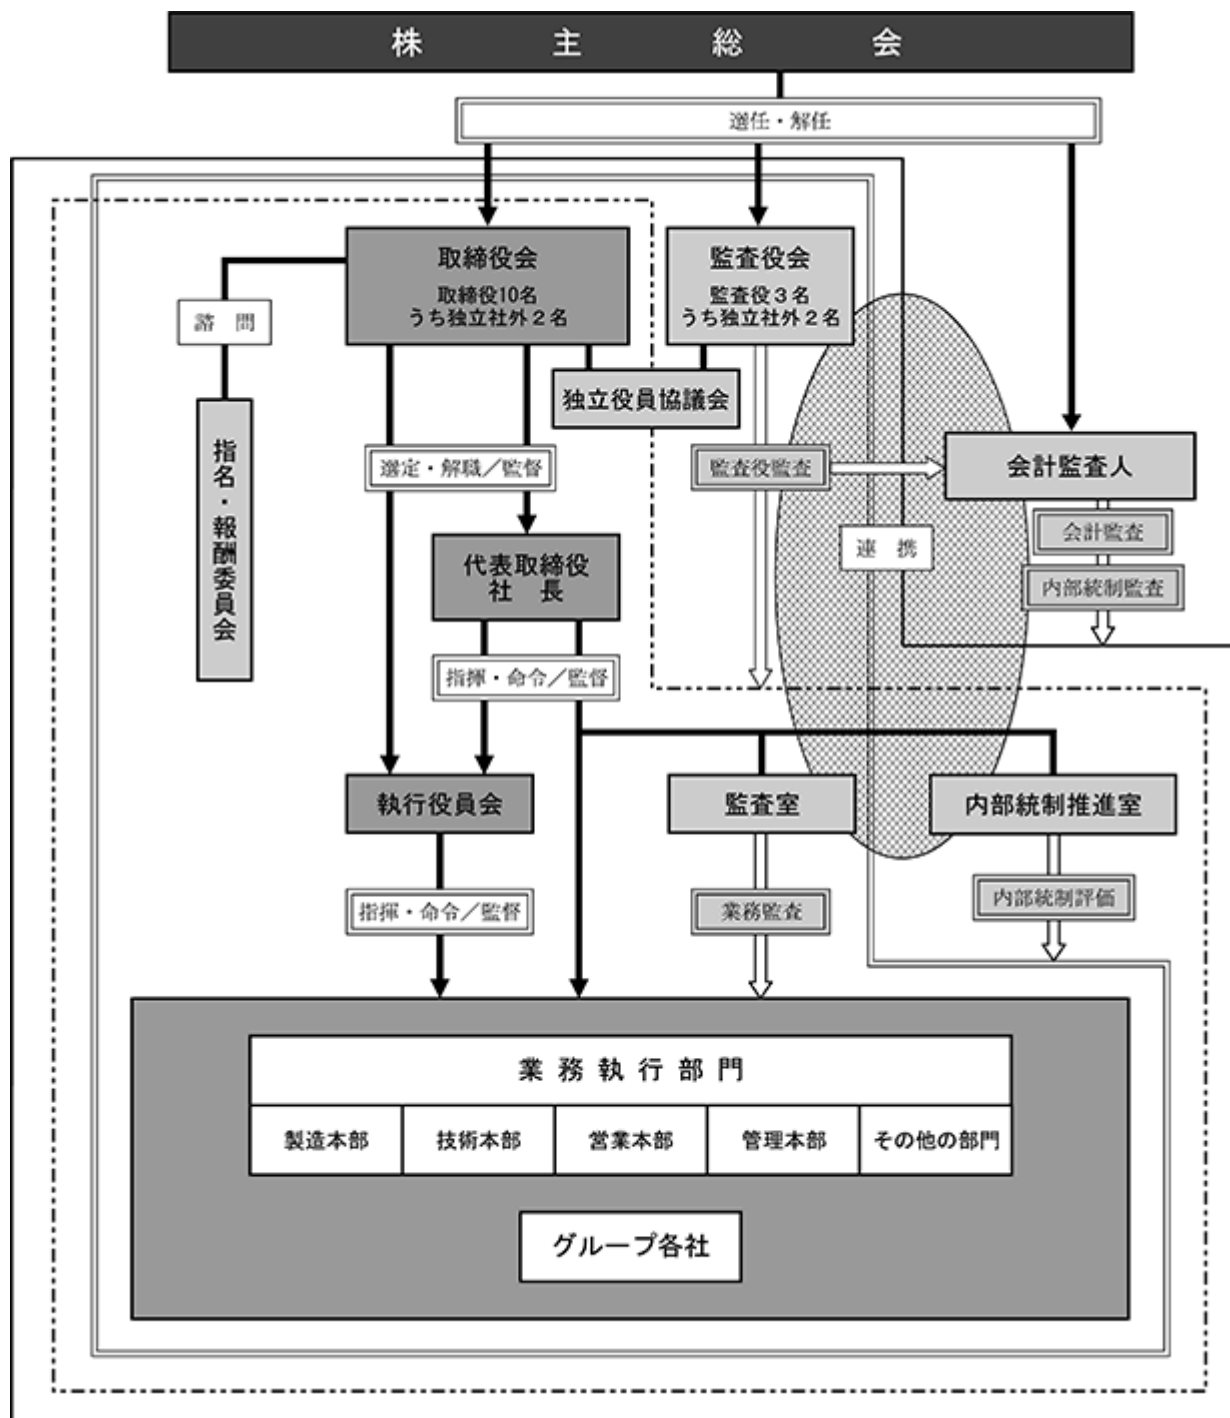 株主総会
選任・解任
取締役会
取締役10名
うち独立社外２名
監査役会
監査役３名
うち独立社外２名
諮問
独立役員協議会
指名・報酬委員会
選定・解職／監督
監査役監査
会計監査人
会計監査
連携
内部統制監査
代表取締役
社長
指揮・命令／監督
執行役員会
監査室
内部統制推進室
指揮・命令／監督
業務監査
内部統制評価
業務執行部門
製造本部
技術本部
営業本部
管理本部
その他の部門
グループ各社